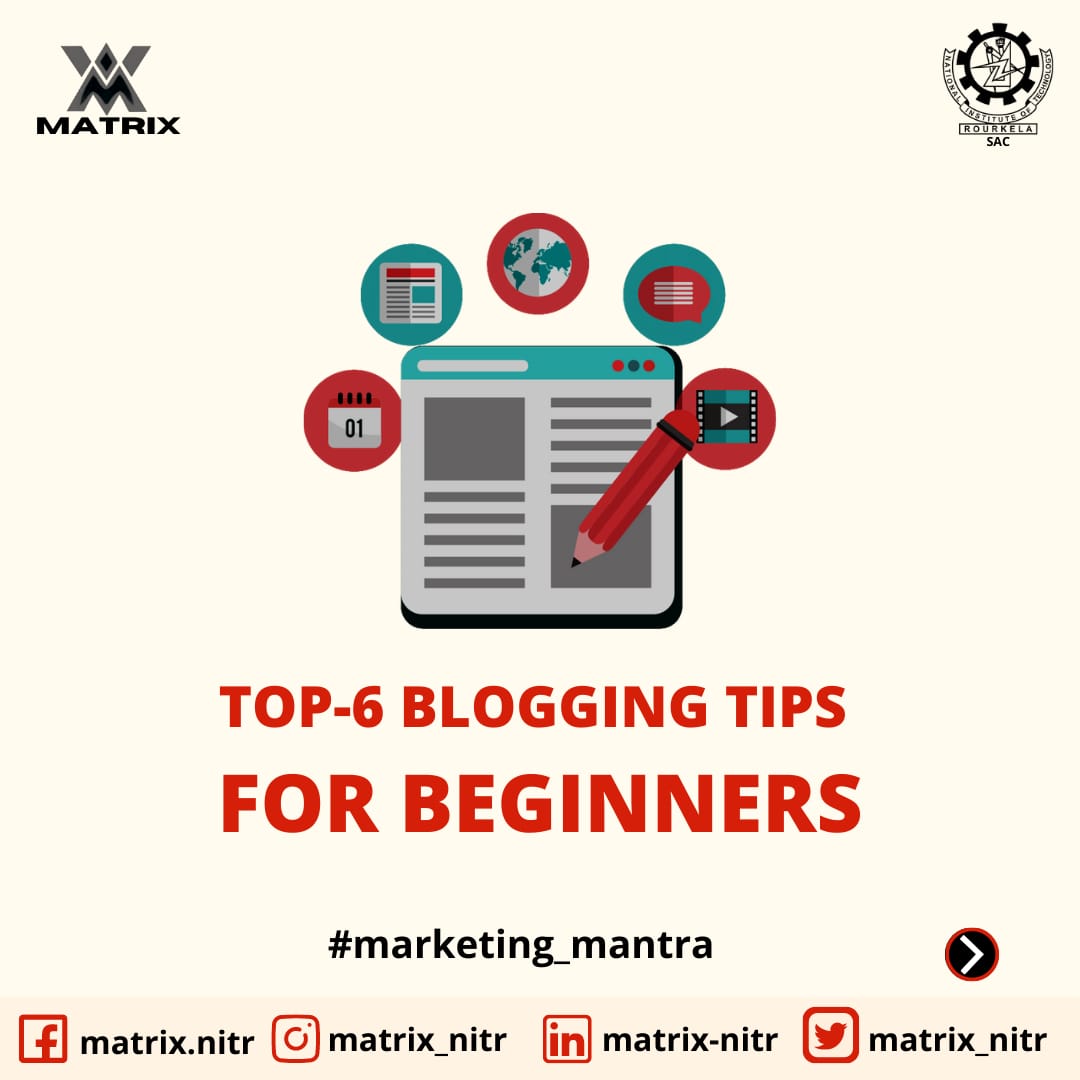 MATRIX
NATIONAL INSTITUTE OF TECHNOLOGY
ROURKELA
SAC
01
TOP-6 BLOGGING TIPS
FOR BEGINNERS
#marketing_mantra
matrix.nitr matrix_nitr matrix-nitr matrix_nitr